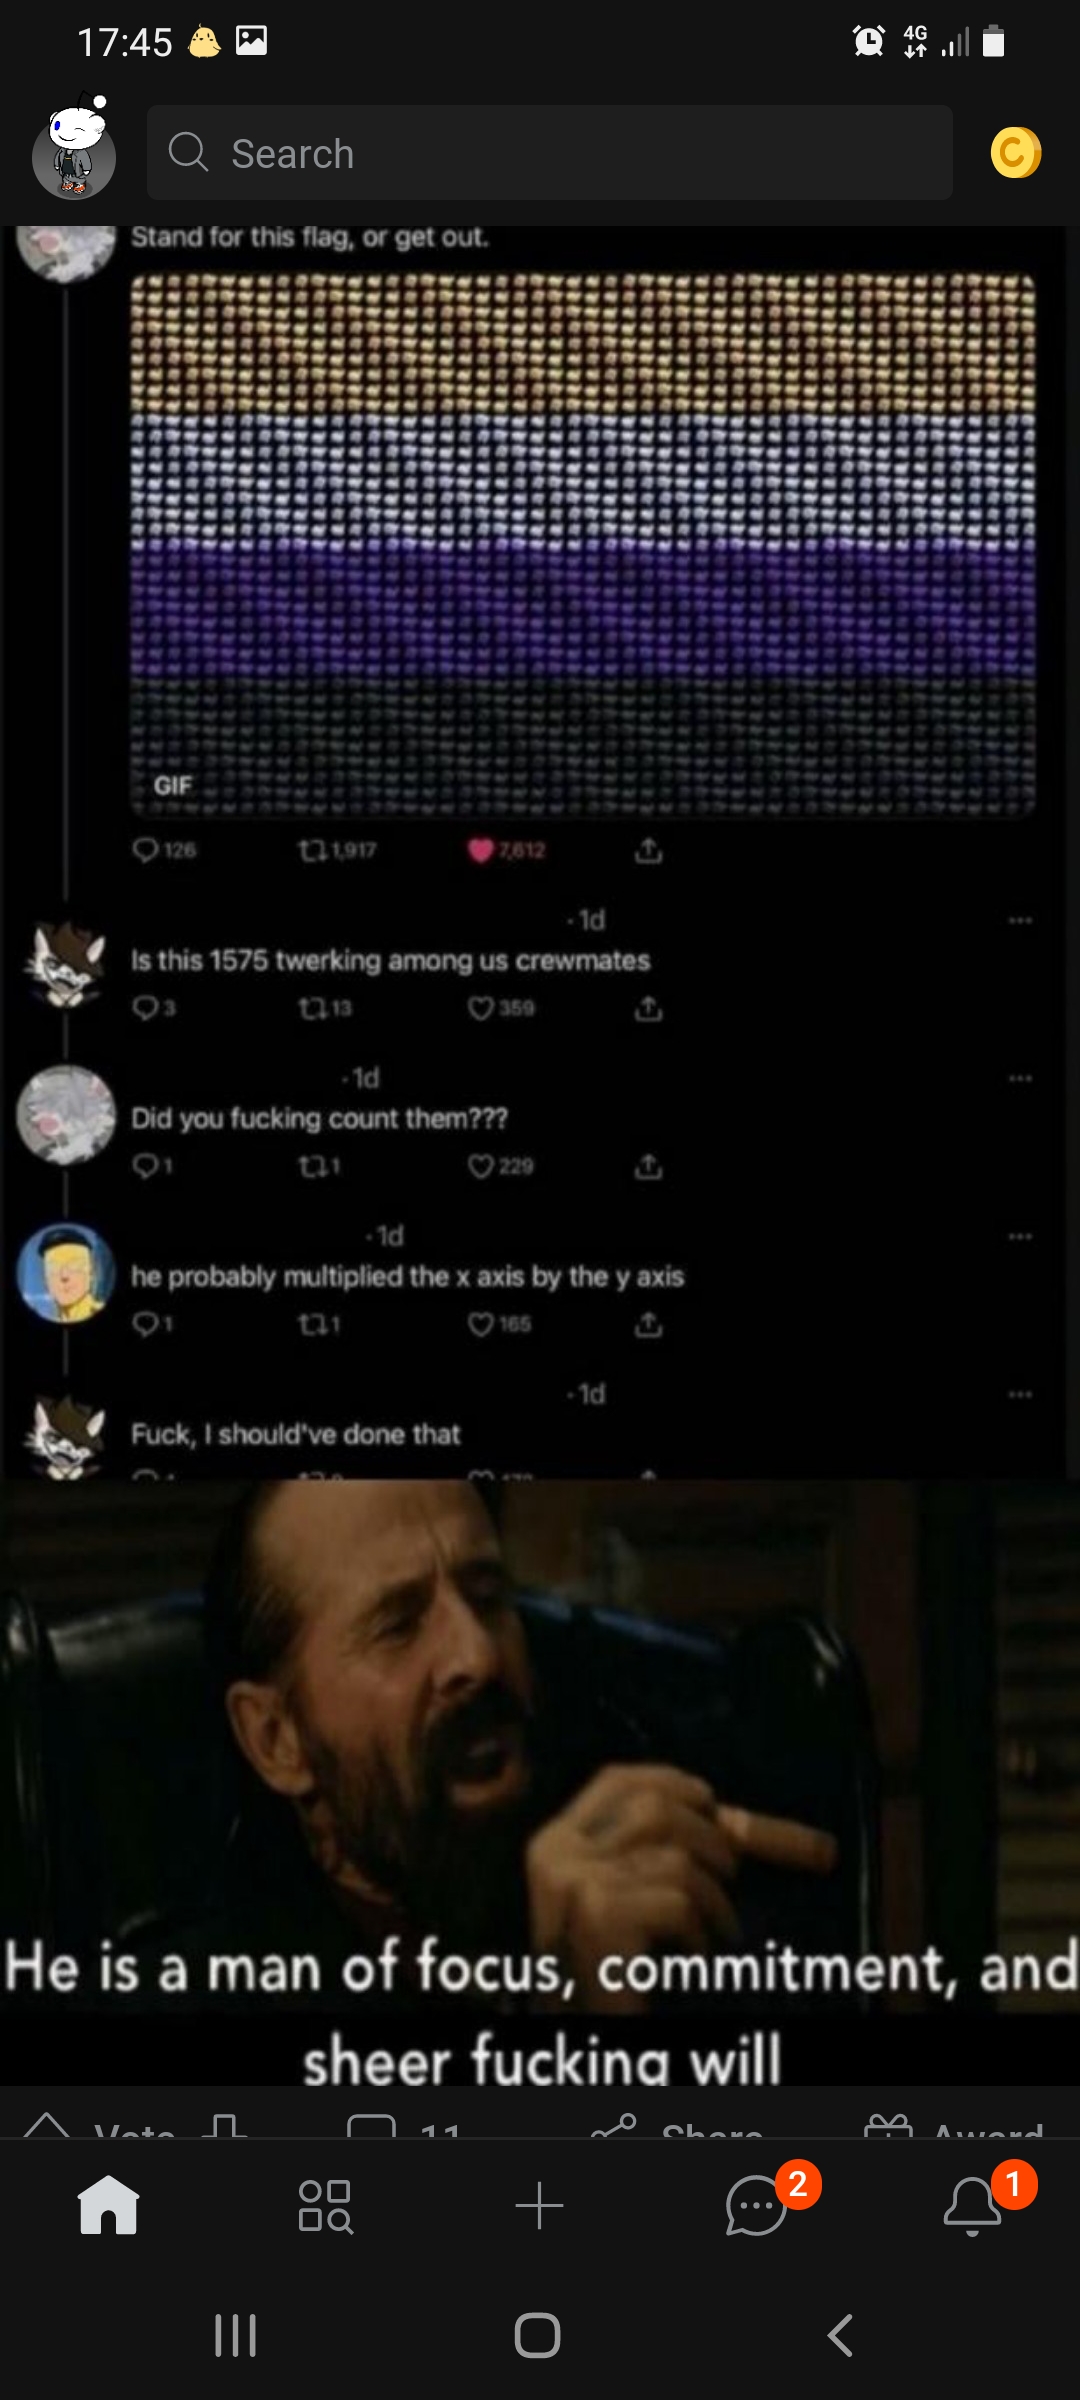 17:45
4G
Search
Stand for this flag, or get out.
GIF
126 1,917 7,612
· 1d
Is this 1575 twerking among us crewmates
3 13 359
· 1d
Did you fucking count them???
1 1 229
· 1d
he probably multiplied the x axis by the y axis
1 1 165
· 1d
Fuck, I should've done that
He is a man of focus, commitment, and
sheer fucking will
Vote 11 Share Award
2 1